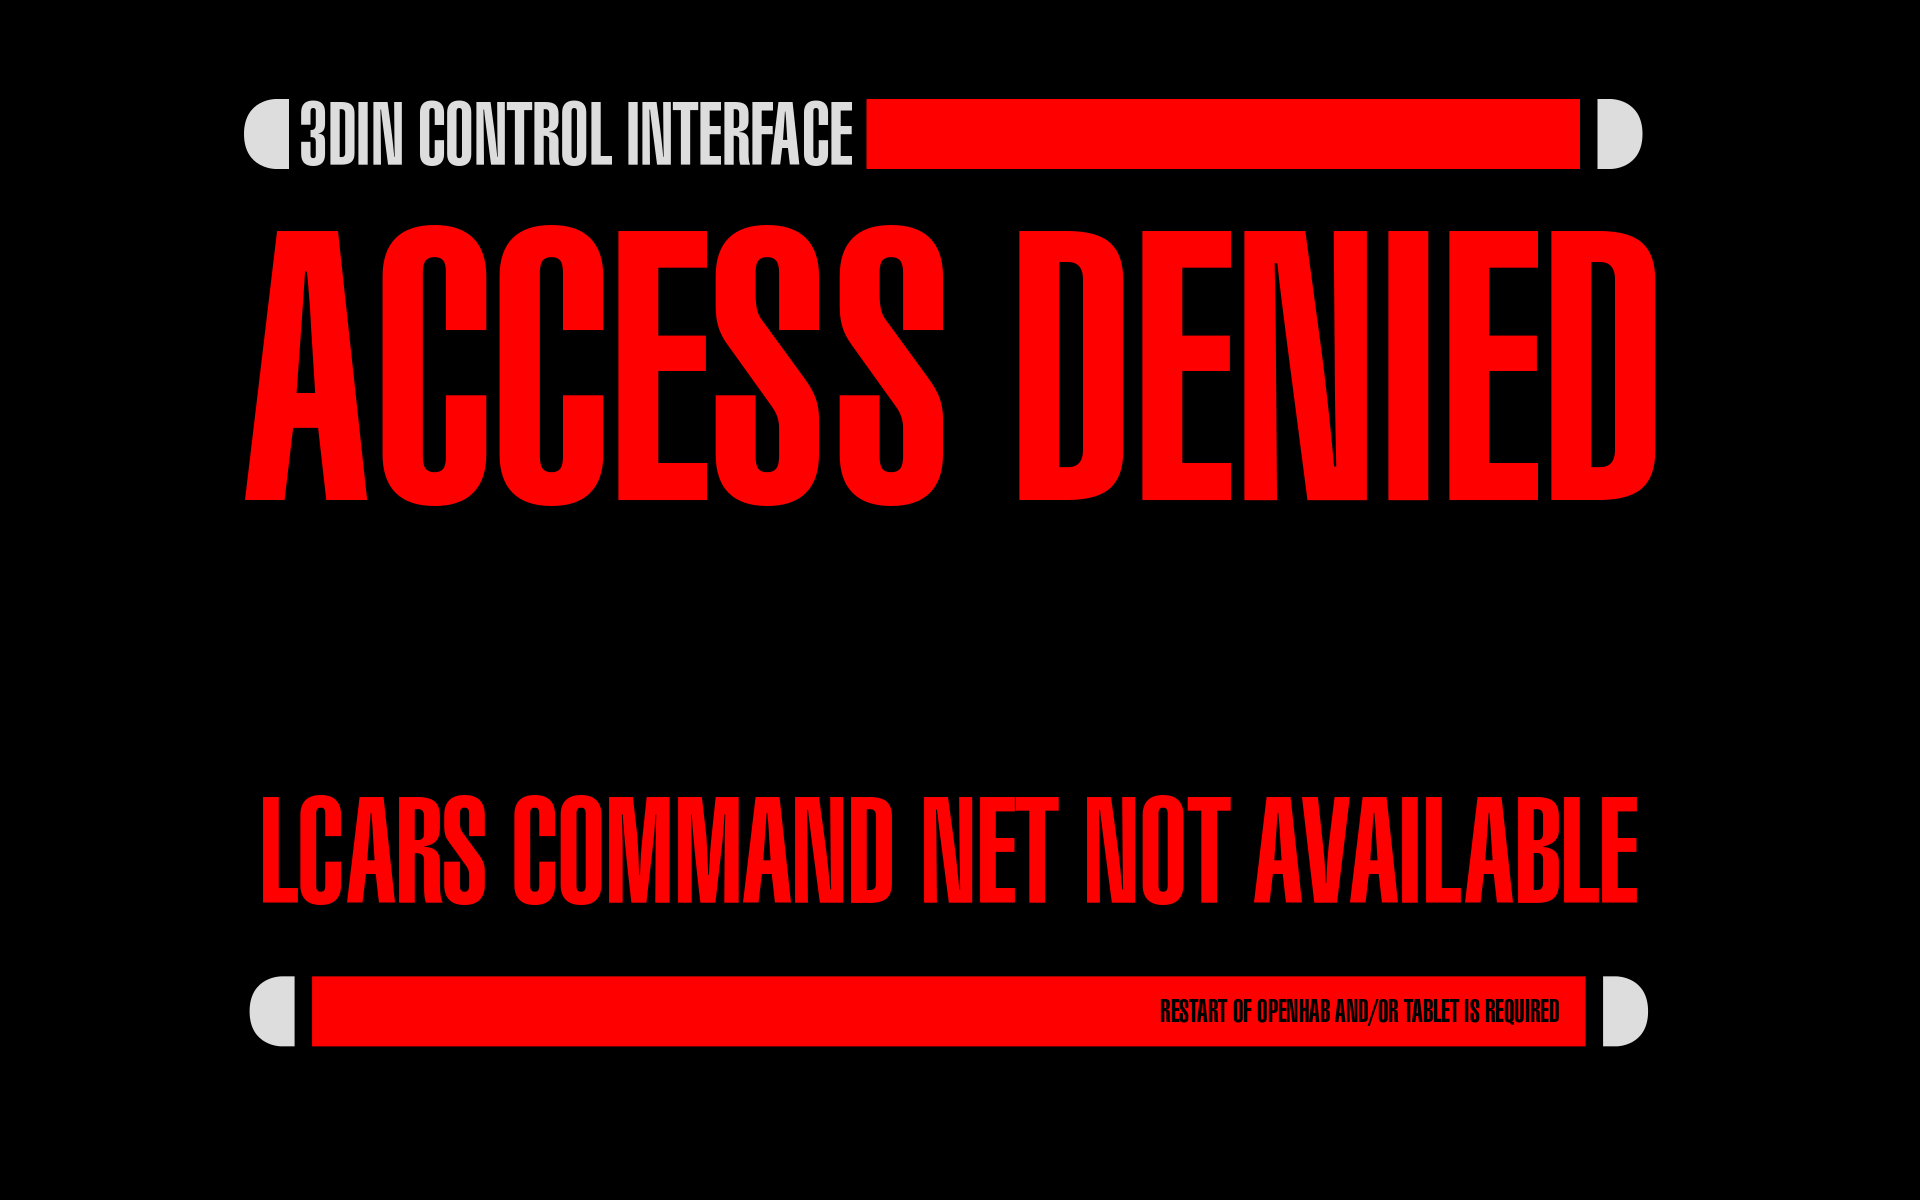 3DIN CONTROL INTERFACE
ACCESS DENIED
LCARS COMMAND NET NOT AVAILABLE
RESTART OF OPENHAB AND/OR TABLET IS REQUIRED